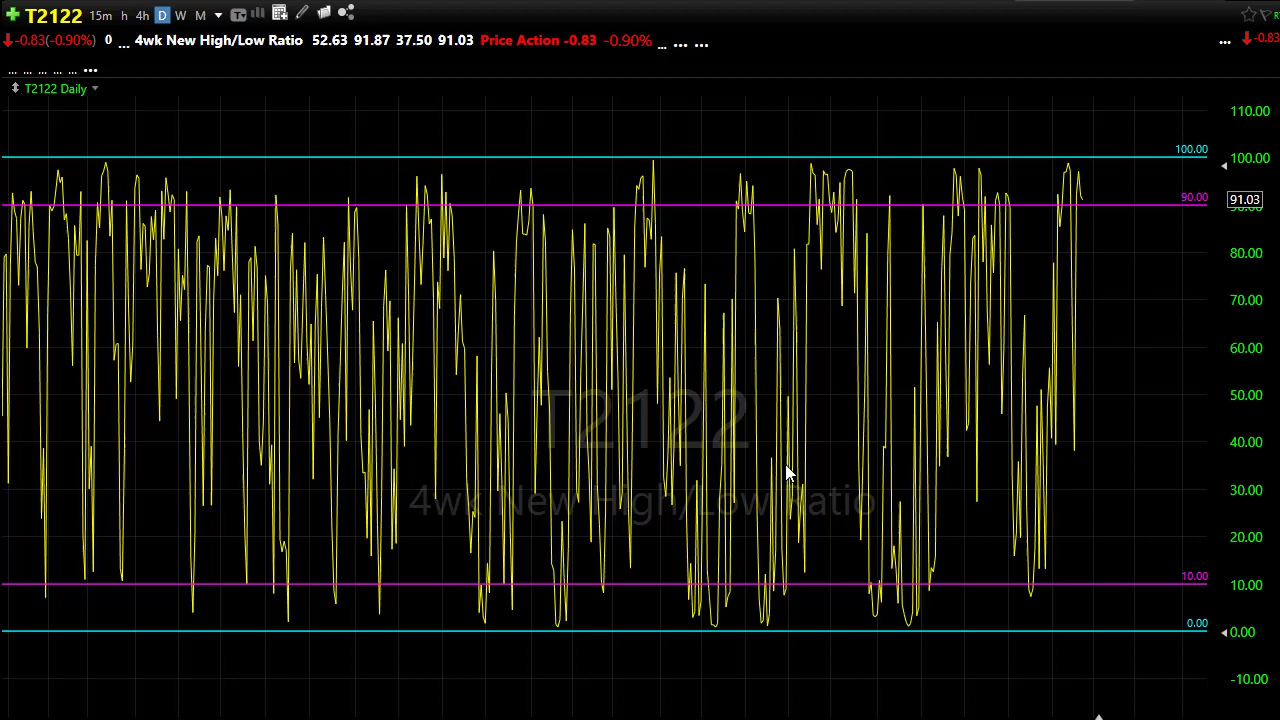 T2122 15m h 4h D W M
-0.83(-0.90%) 0 ... 4wk New High/Low Ratio 52.63 91.87 37.50 91.03 Price Action -0.83 -0.90% ... ... ... ... -0.83
... ... ... ... ... ...
T2122 Daily
110.00
100.00 100.00
90.00 91.03
80.00
70.00
60.00
50.00
T2122
40.00
30.00
4wk New High/Low Ratio
20.00
10.00 10.00
0.00 0.00
-10.00